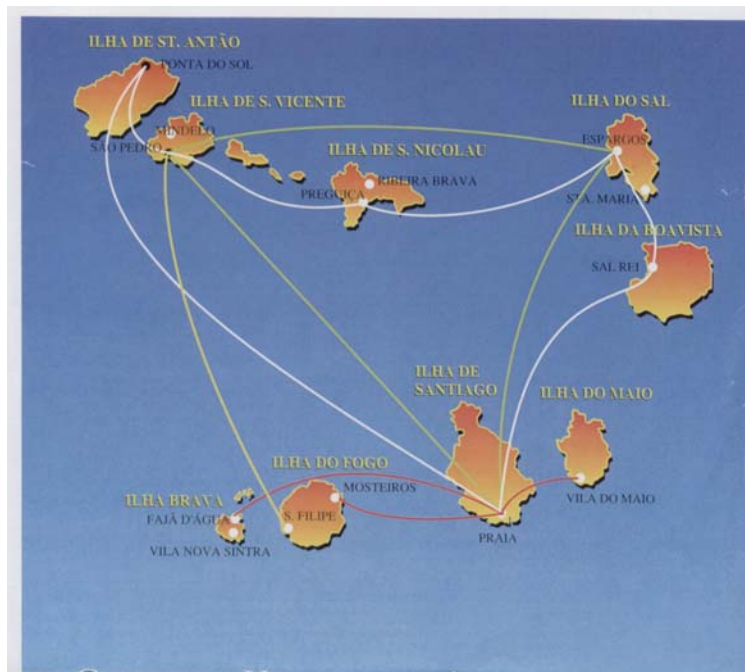 ILHA DE ST. ANTÃO
PONTA DO SOL
ILHA DE S. VICENTE
MINDELO
SÃO PEDRO
ILHA DE S. NICOLAU
RIBEIRA BRAVA
PREGUIÇA
ILHA DO SAL
ESPARGOS
STA. MARIA
ILHA DA BOAVISTA
SAL REI
ILHA DE
SANTIAGO
ILHA DO MAIO
VILA DO MAIO
PRAIA
ILHA DO FOGO
MOSTEIROS
S. FILIPE
ILHA BRAVA
FAJÃ D'ÁGUA
VILA NOVA SINTRA